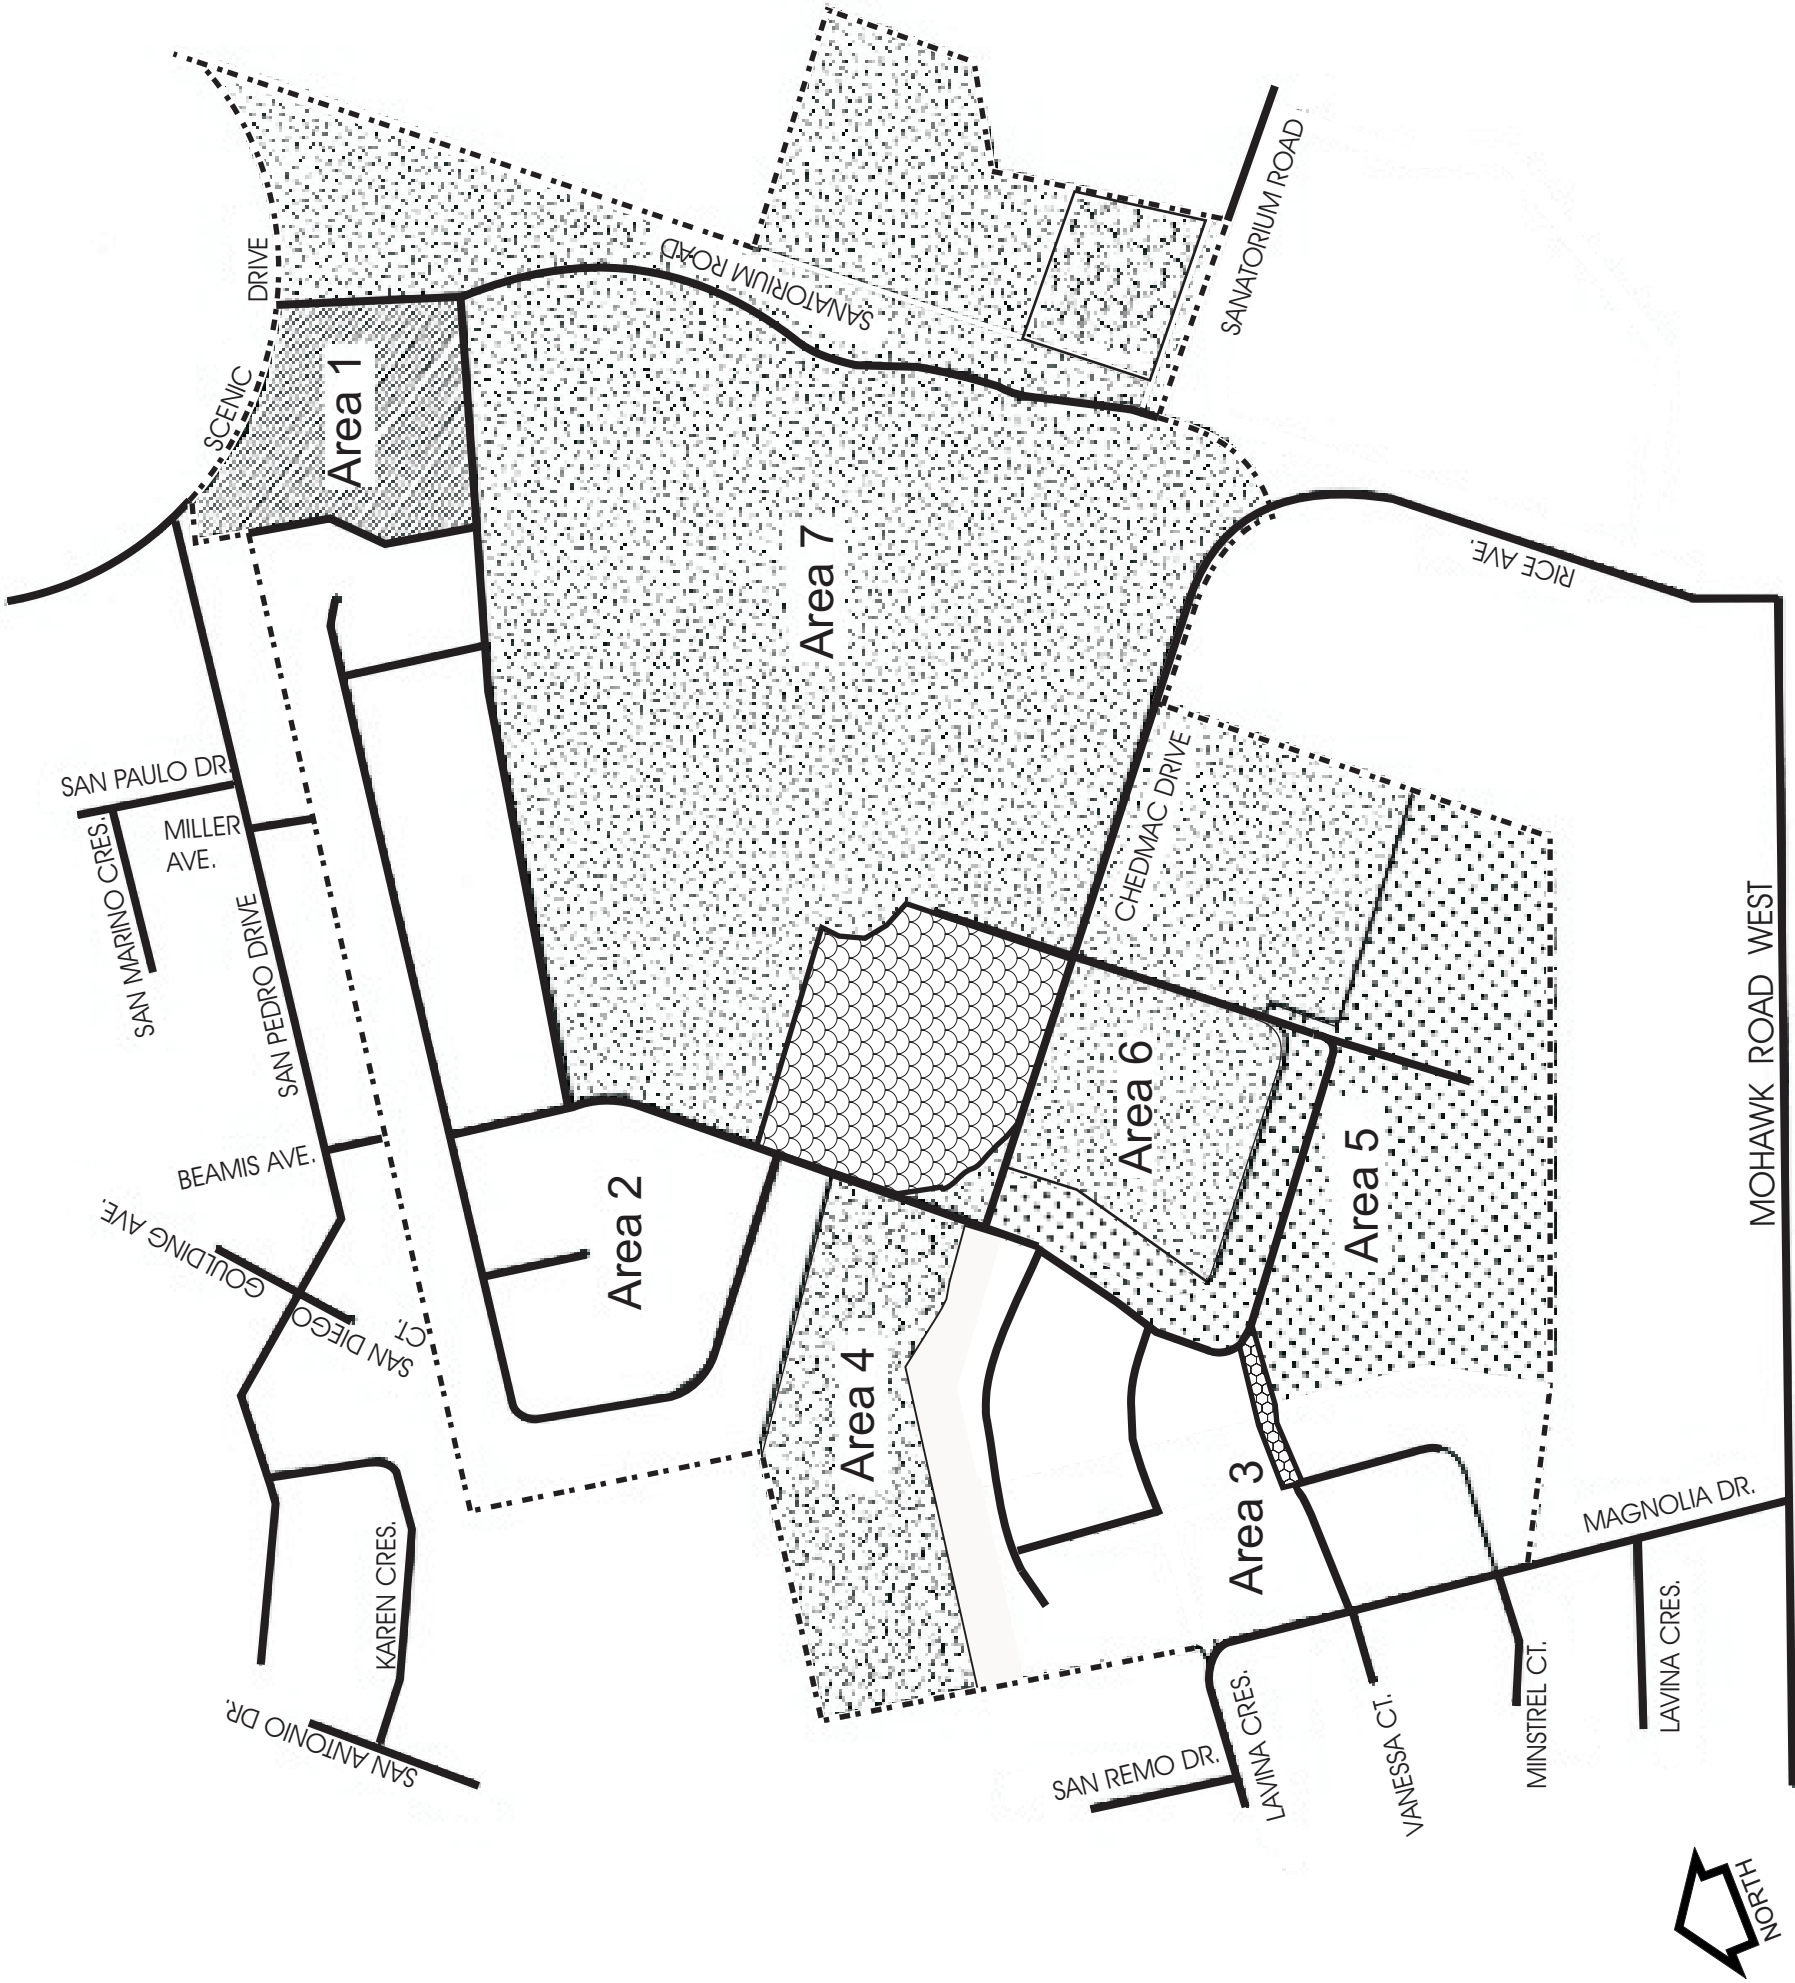 SANATORIUM ROAD
SANATORIUM ROAD
SCENIC
DRIVE
Area 1
Area 7
RICE AVE.
SAN PAULO DR.
MILLER
AVE.
SAN MARINO CRES.
SAN PEDRO DRIVE
CHEDMAC DRIVE
MOHAWK ROAD WEST
BEAMIS AVE.
GOULDING AVE.
SAN DIEGO
CT.
Area 2
Area 6
Area 5
Area 4
Area 3
KAREN CRES.
SAN ANTONIO DR.
MAGNOLIA DR.
SAN REMO DR.
LAVINA CRES.
VANESSA CT.
MINSTREL CT.
LAVINA CRES.
NORTH